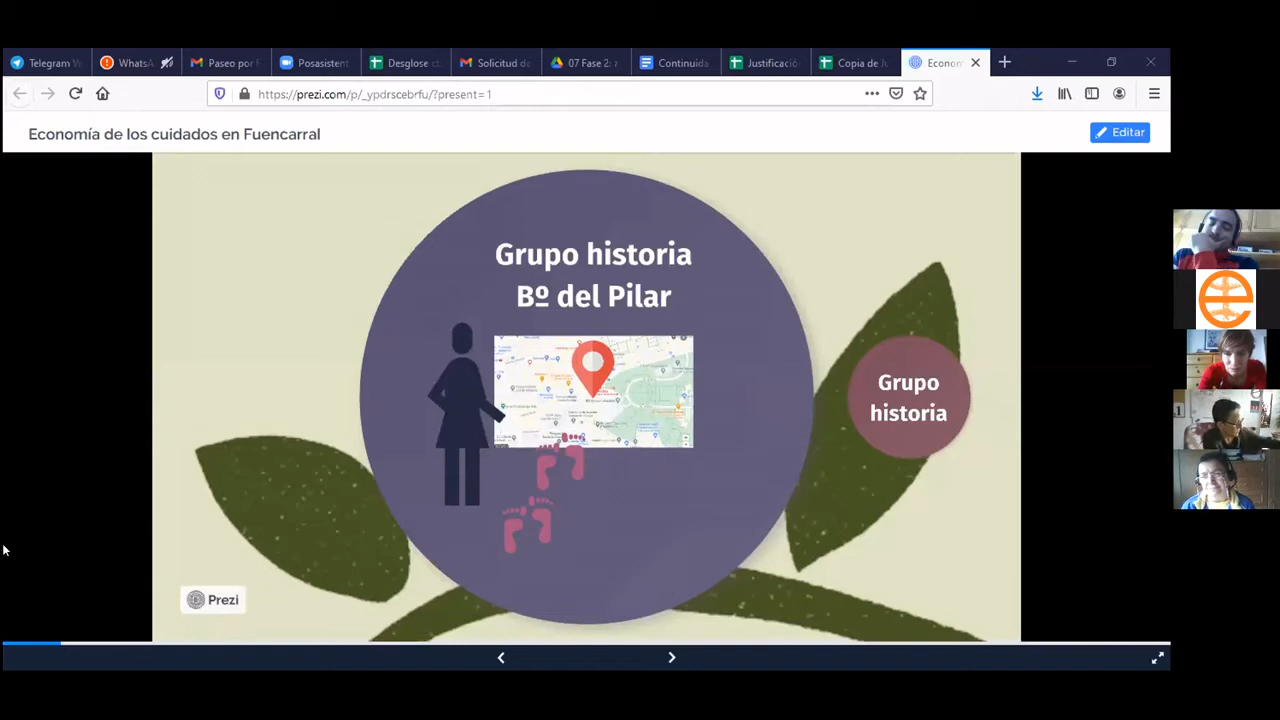 Telegram W
WhatsA
Paseo por F
Posasistent
Desglose c
Solicitud de
07 Fase 2:
Continuida
Justificació
Copia de Ju
Econom
https://prezi.com/p/_ypdrscebrfu/?present=1
Economía de los cuidados en Fuencarral
Editar
Grupo historia
Bº del Pilar
Grupo
historia
Prezi